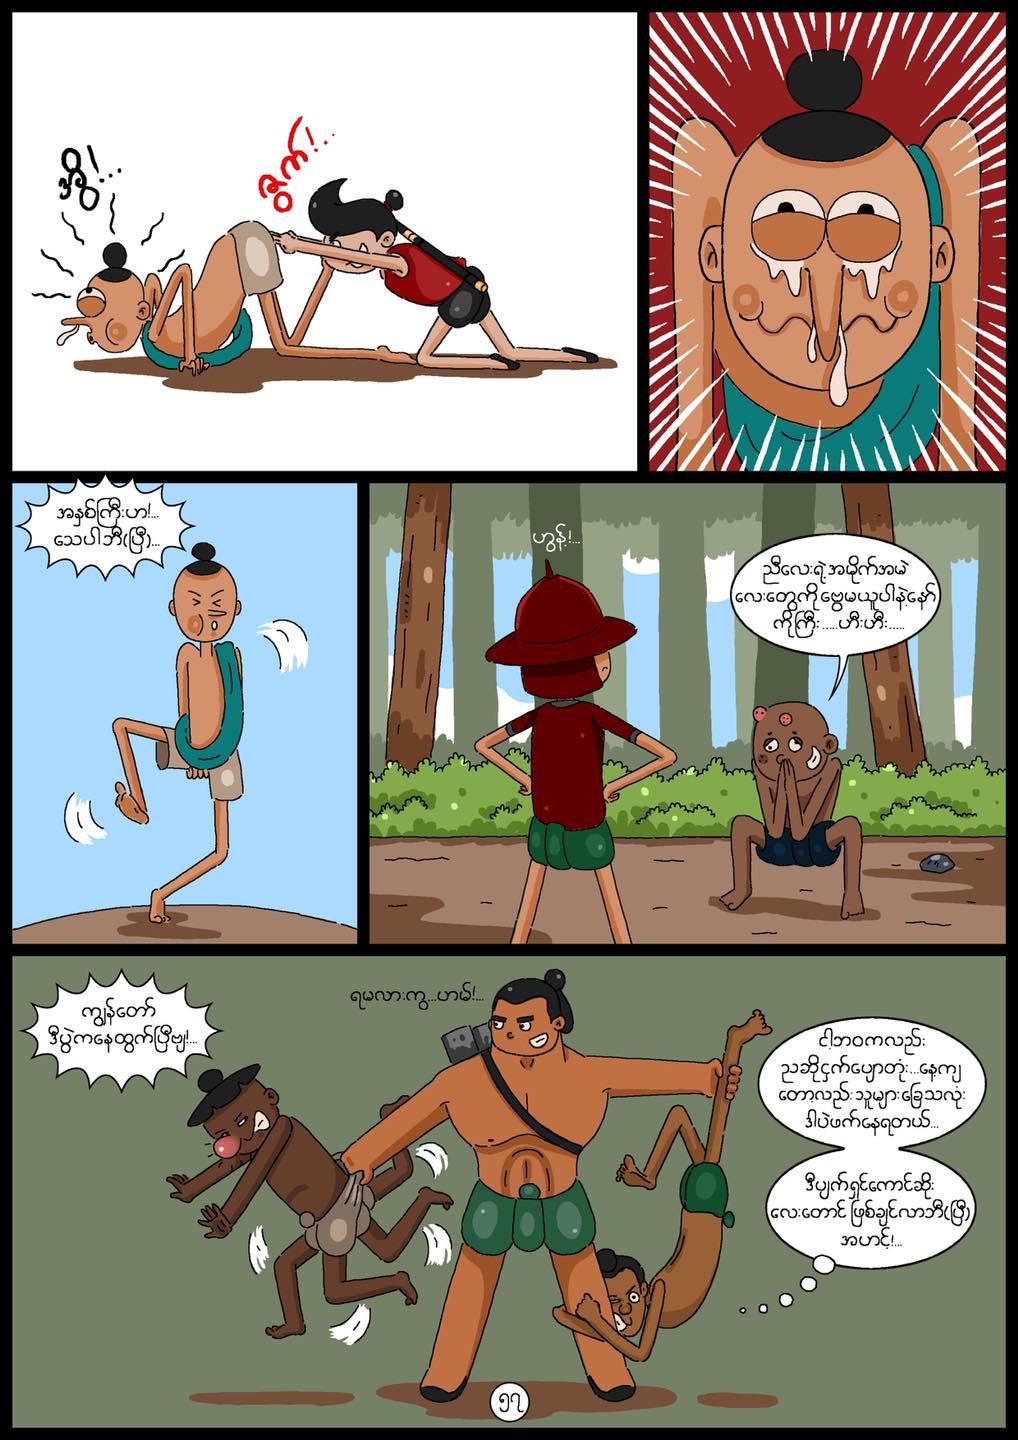 အွိ!...
ခွက်!...
အနှစ်ကြီးဟ!...
သေပါဘီ(ပြီ)...
ဟွန့်!...
ညီလေးရဲ့အမိုက်အမဲ
လေးတွေကို ဗွေမယူပါနဲ့နော်
ကိုကြီး.....ဟီးဟီး.....
ကျွန်တော်
ဒီပွဲကနေထွက်ပြီဗျ!...
ရမလားကွ...ဟမ်!...
ငါ့ဘဝကလည်း
ညဆိုငှက်ပျောတုံး...နေ့ကျ
တော့လည်းသူများခြေသလုံး
ဒါပဲဖက်နေရတယ်...
ဒီပျက်ရှင်ကောင်ဆိုး
လေးတောင် ဖြစ်ချင်လာဘီ(ပြီ)
အဟင့်!...
၅၇